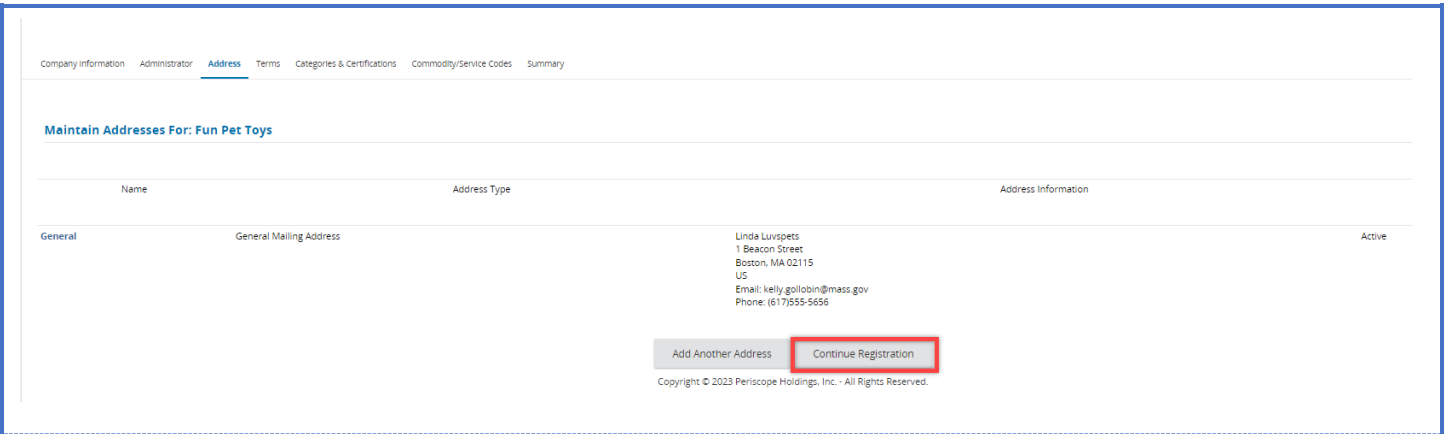 Company Information Administrator Address Terms Categories & Certifications Commodity/Service Codes Summary
Maintain Addresses For: Fun Pet Toys
Name Address Type Address Information
General General Mailing Address Linda Luvspets Active
1 Beacon Street
Boston, MA 02115
US
Email: kelly.gollobin@mass.gov
Phone: (617)555-5656
Add Another Address Continue Registration
Copyright © 2023 Periscope Holdings, Inc. - All Rights Reserved.